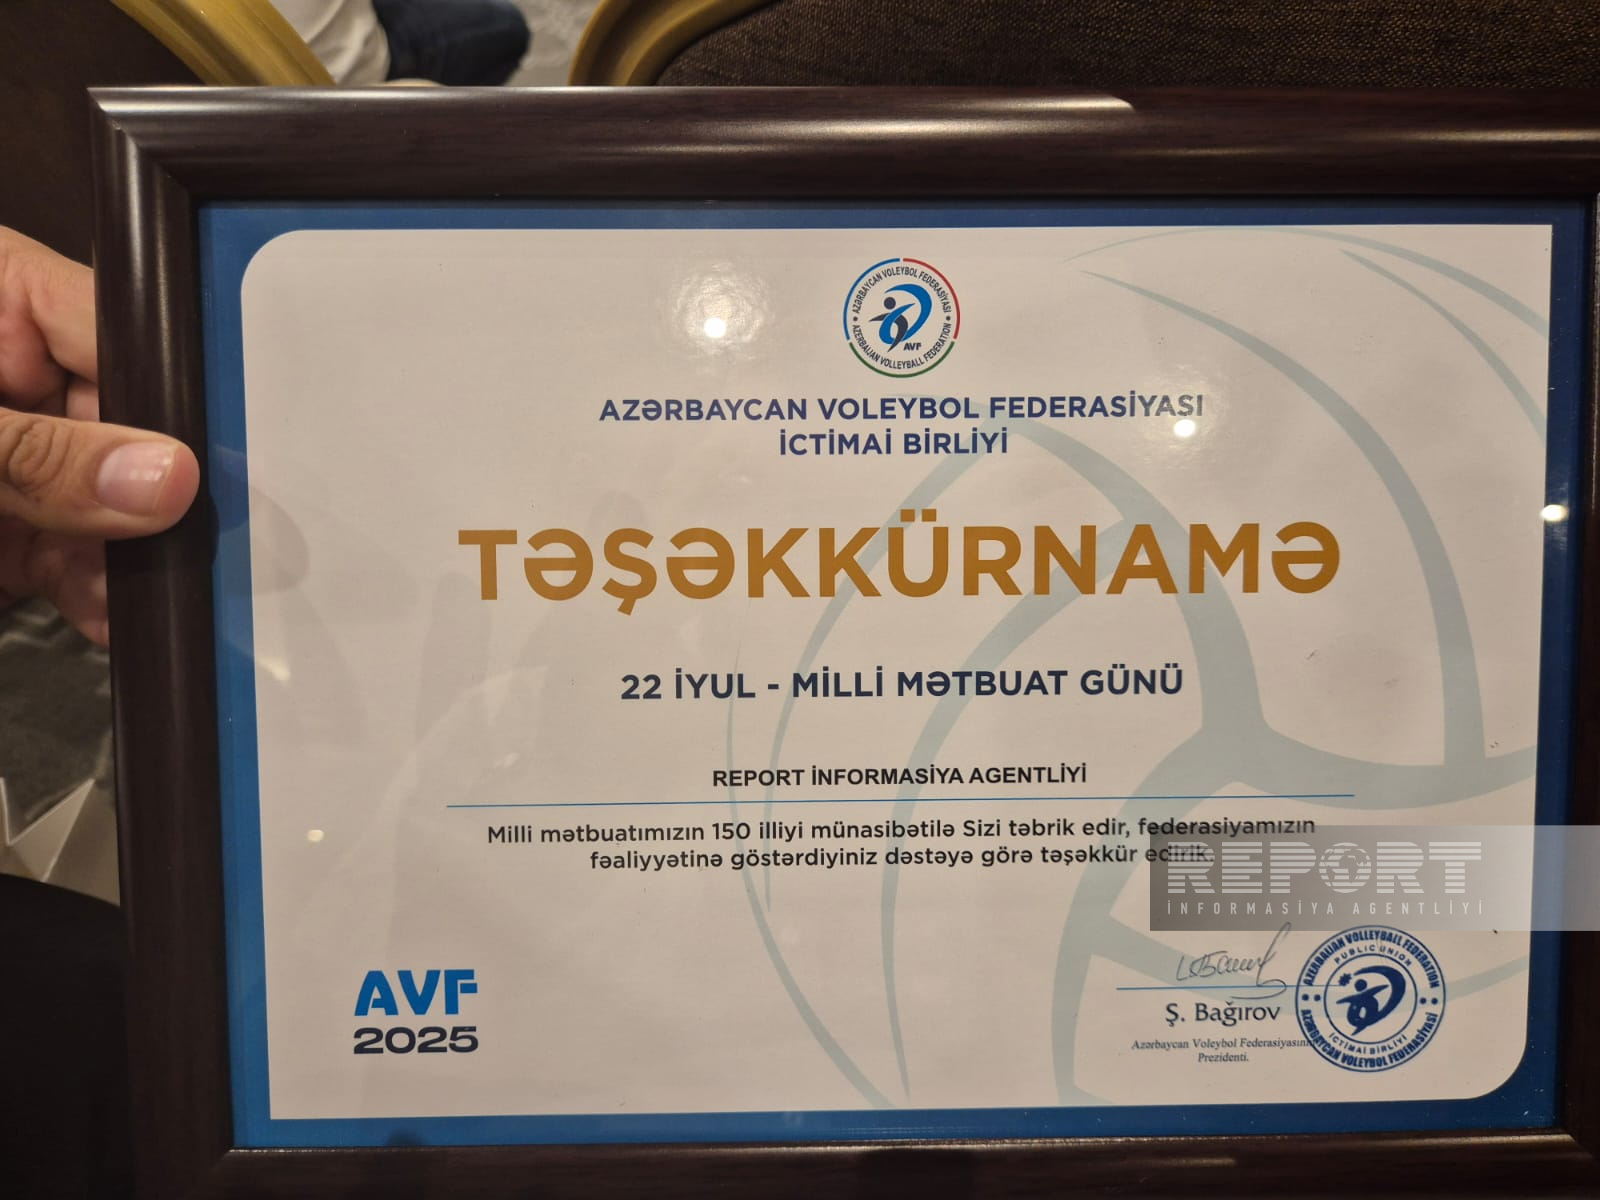 AZƏRBAYCAN VOLEYBOL FEDERASİYASI
AZERBAIJAN VOLLEYBALL FEDERATION
AVF
AZƏRBAYCAN VOLEYBOL FEDERASİYASI
İCTİMAİ BİRLİYİ
TƏŞƏKKÜRNAMƏ
22 İYUL - MİLLİ MƏTBUAT GÜNÜ
REPORT İNFORMASİYA AGENTLİYİ
Milli mətbuatımızın 150 illiyi münasibətilə Sizi təbrik edir, federasiyamızın
fəaliyyətinə göstərdiyiniz dəstəyə görə təşəkkür edirik.
REPORT
İNFORMASİYA AGENTLİYİ
AVF
2025
Ş. Bağırov
Azərbaycan Voleybol Federasiyasının
Prezidenti.
AZERBAIJAN VOLLEYBALL FEDERATION
PUBLIC UNION
İCTİMAİ BİRLİYİ
AZƏRBAYCAN VOLEYBOL FEDERASİYASI